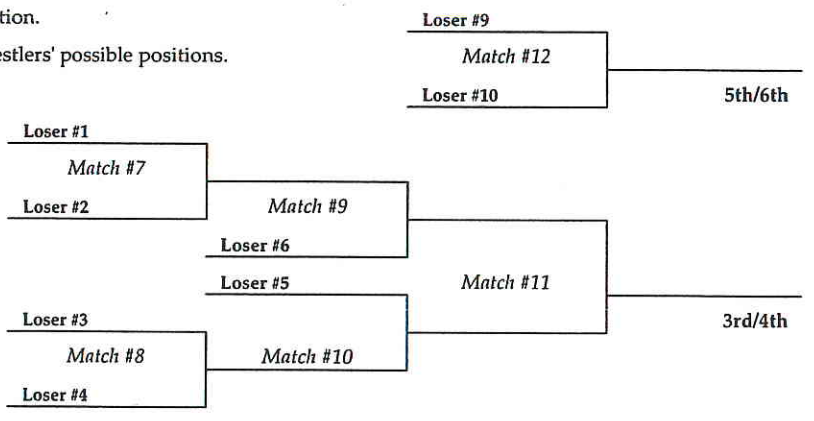 tion.
estlers' possible positions.
Loser #9
Match #12
Loser #10
5th/6th
Loser #1
Match #7
Loser #2
Match #9
Loser #6
Loser #5
Match #11
3rd/4th
Loser #3
Match #8
Match #10
Loser #4